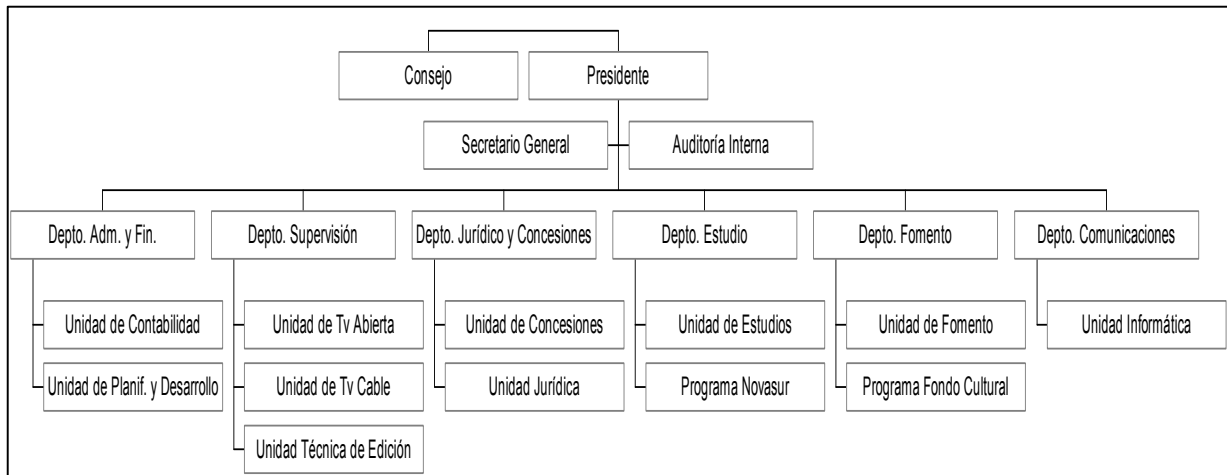 Consejo
Presidente
Secretario General
Auditoría Interna
Depto. Adm. y Fin.
Depto. Supervisión
Depto. Jurídico y Concesiones
Depto. Estudio
Depto. Fomento
Depto. Comunicaciones
Unidad de Contabilidad
Unidad de Tv Abierta
Unidad de Concesiones
Unidad de Estudios
Unidad de Fomento
Unidad Informática
Unidad de Planif. y Desarrollo
Unidad de Tv Cable
Unidad Jurídica
Programa Novasur
Programa Fondo Cultural
Unidad Técnica de Edición